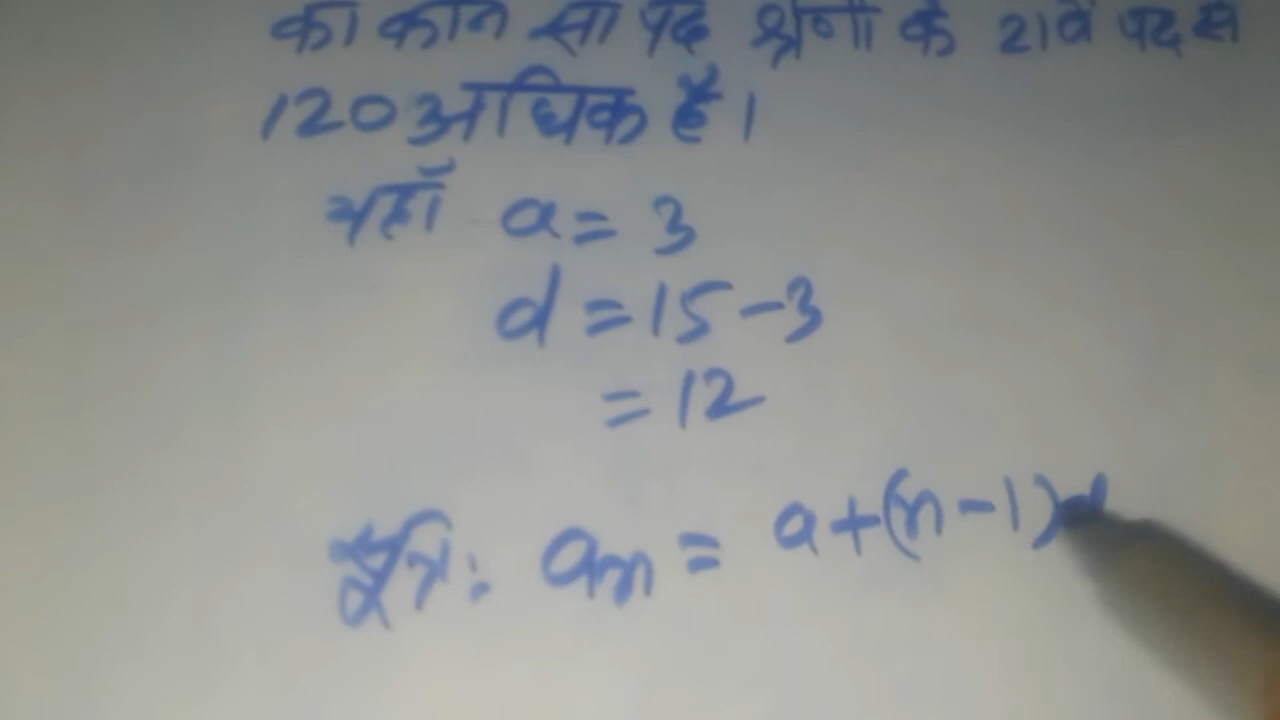 का कौन सा पद श्रेणी के 21वें पद से
120 अधिक है।
यहाँ a = 3
d = 15 - 3
= 12
सूत्र: an = a + (n - 1) d